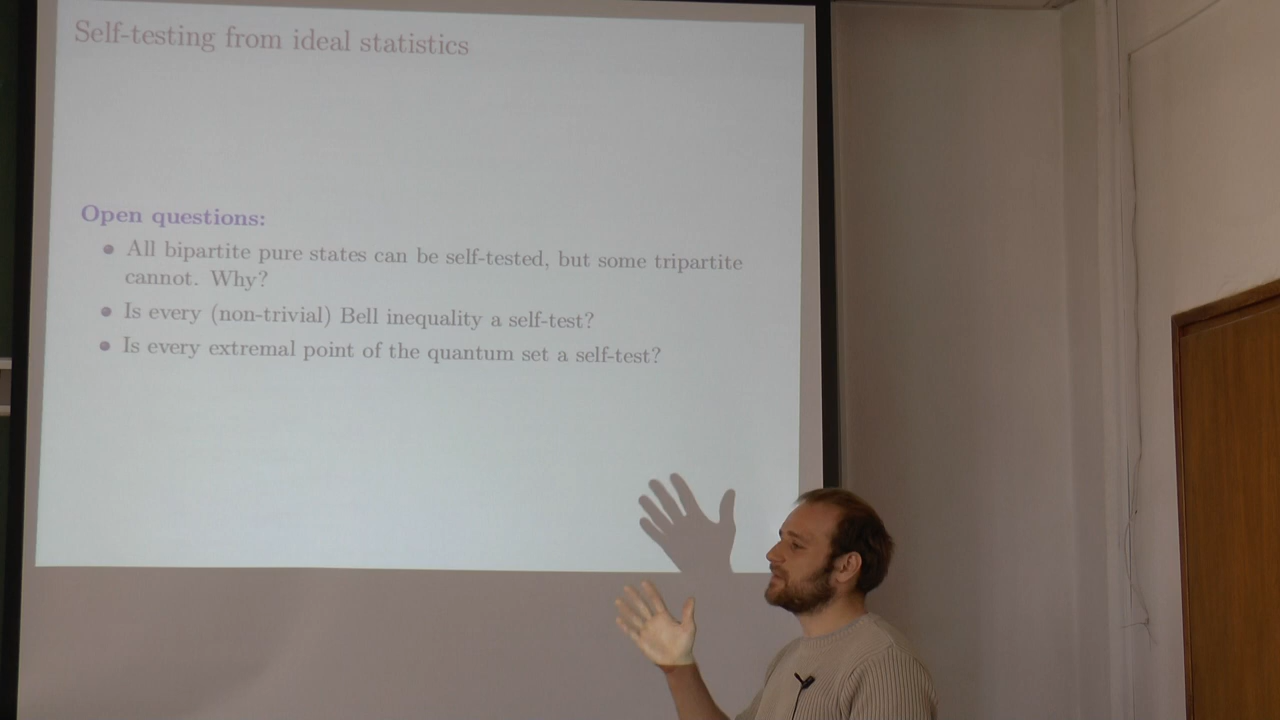 Self-testing from ideal statistics
Open questions:
All bipartite pure states can be self-tested, but some tripartite
cannot. Why?
Is every (non-trivial) Bell inequality a self-test?
Is every extremal point of the quantum set a self-test?